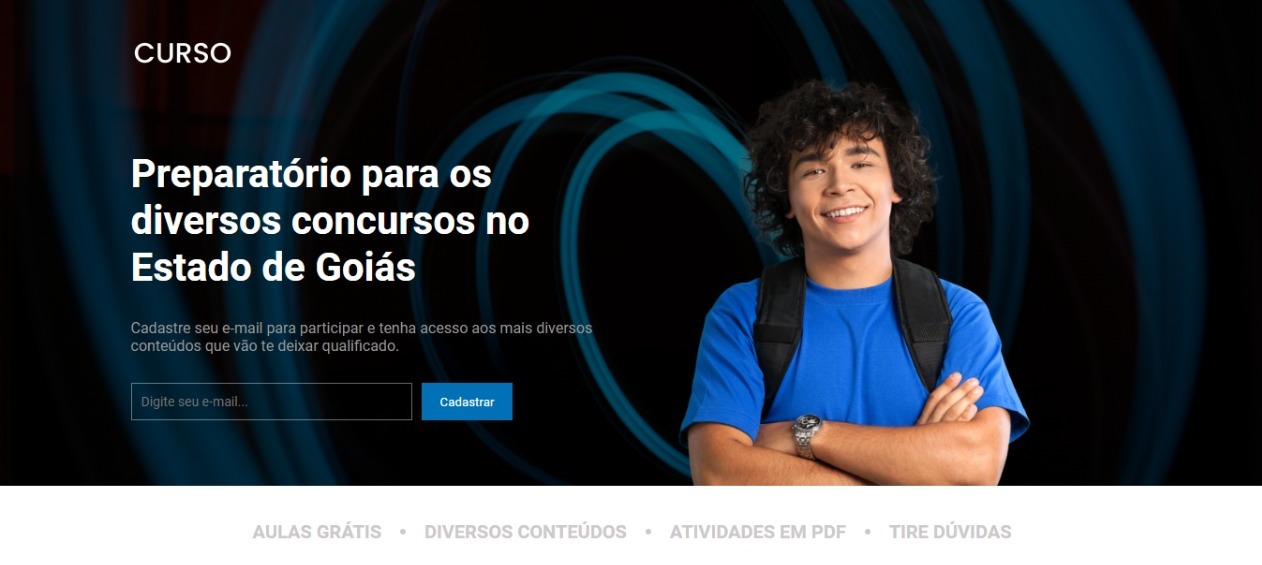 CURSO
Preparatório para os
diversos concursos no
Estado de Goiás
Cadastre seu e-mail para participar e tenha acesso aos mais diversos
conteúdos que vão te deixar qualificado.
Digite seu e-mail... Cadastrar
AULAS GRÁTIS • DIVERSOS CONTEÚDOS • ATIVIDADES EM PDF • TIRE DÚVIDAS